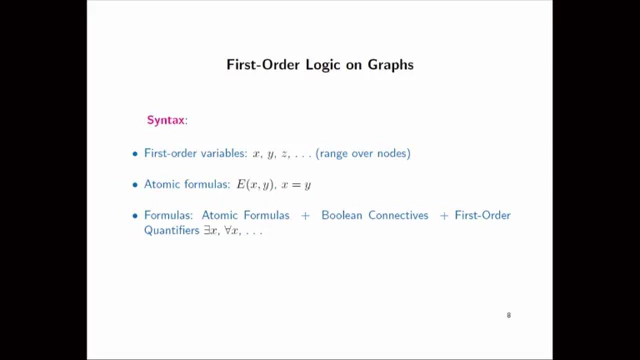 First-Order Logic on Graphs
Syntax:
• First-order variables: x, y, z, . . . (range over nodes)
• Atomic formulas: E(x, y), x = y
• Formulas: Atomic Formulas + Boolean Connectives + First-Order
Quantifiers ∃x, ∀x, . . .
8